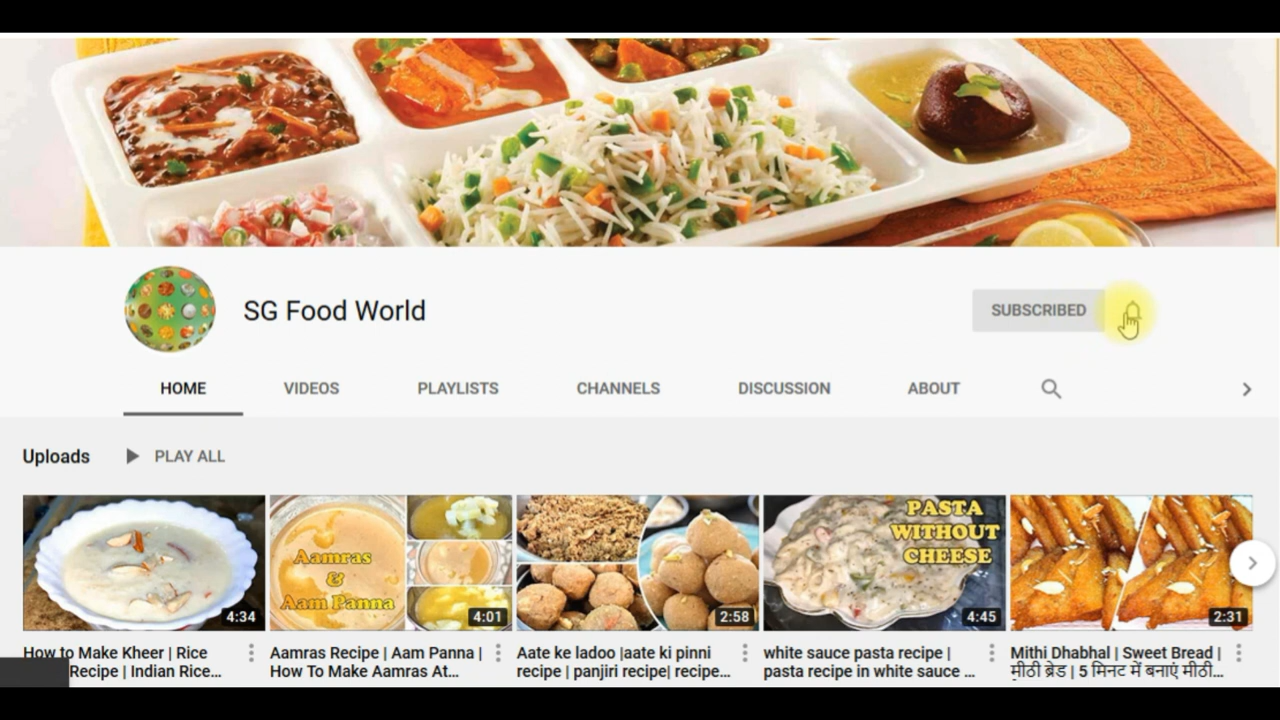 SG Food World
SUBSCRIBED
HOME
VIDEOS
PLAYLISTS
CHANNELS
DISCUSSION
ABOUT
Uploads
PLAY ALL
4:34
Aamras
&
Aam Panna
4:01
2:58
PASTA
WITHOUT
CHEESE
4:45
2:31
How to Make Kheer | Rice
Recipe | Indian Rice...
Aamras Recipe | Aam Panna |
How To Make Aamras At...
Aate ke ladoo |aate ki pinni
recipe | panjiri recipe| recipe...
white sauce pasta recipe |
pasta recipe in white sauce ...
Mithi Dhabhal | Sweet Bread |
मीठी ब्रेड | 5 मिनट में बनाएं मीठी...